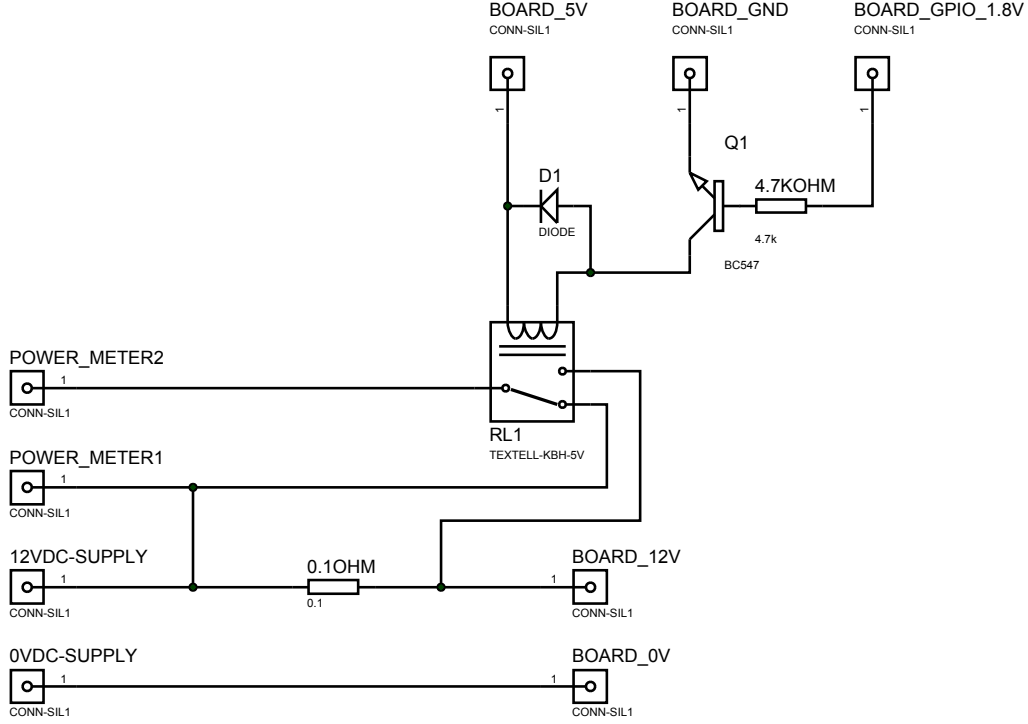 BOARD_5V
CONN-SIL1
1
BOARD_GND
CONN-SIL1
1
BOARD_GPIO_1.8V
CONN-SIL1
1
Q1
D1
DIODE
4.7KOHM
4.7k
BC547
POWER_METER2
1
CONN-SIL1
RL1
TEXTELL-KBH-5V
POWER_METER1
1
CONN-SIL1
12VDC-SUPPLY
1
CONN-SIL1
0.1OHM
0.1
BOARD_12V
1
CONN-SIL1
0VDC-SUPPLY
1
CONN-SIL1
BOARD_0V
1
CONN-SIL1